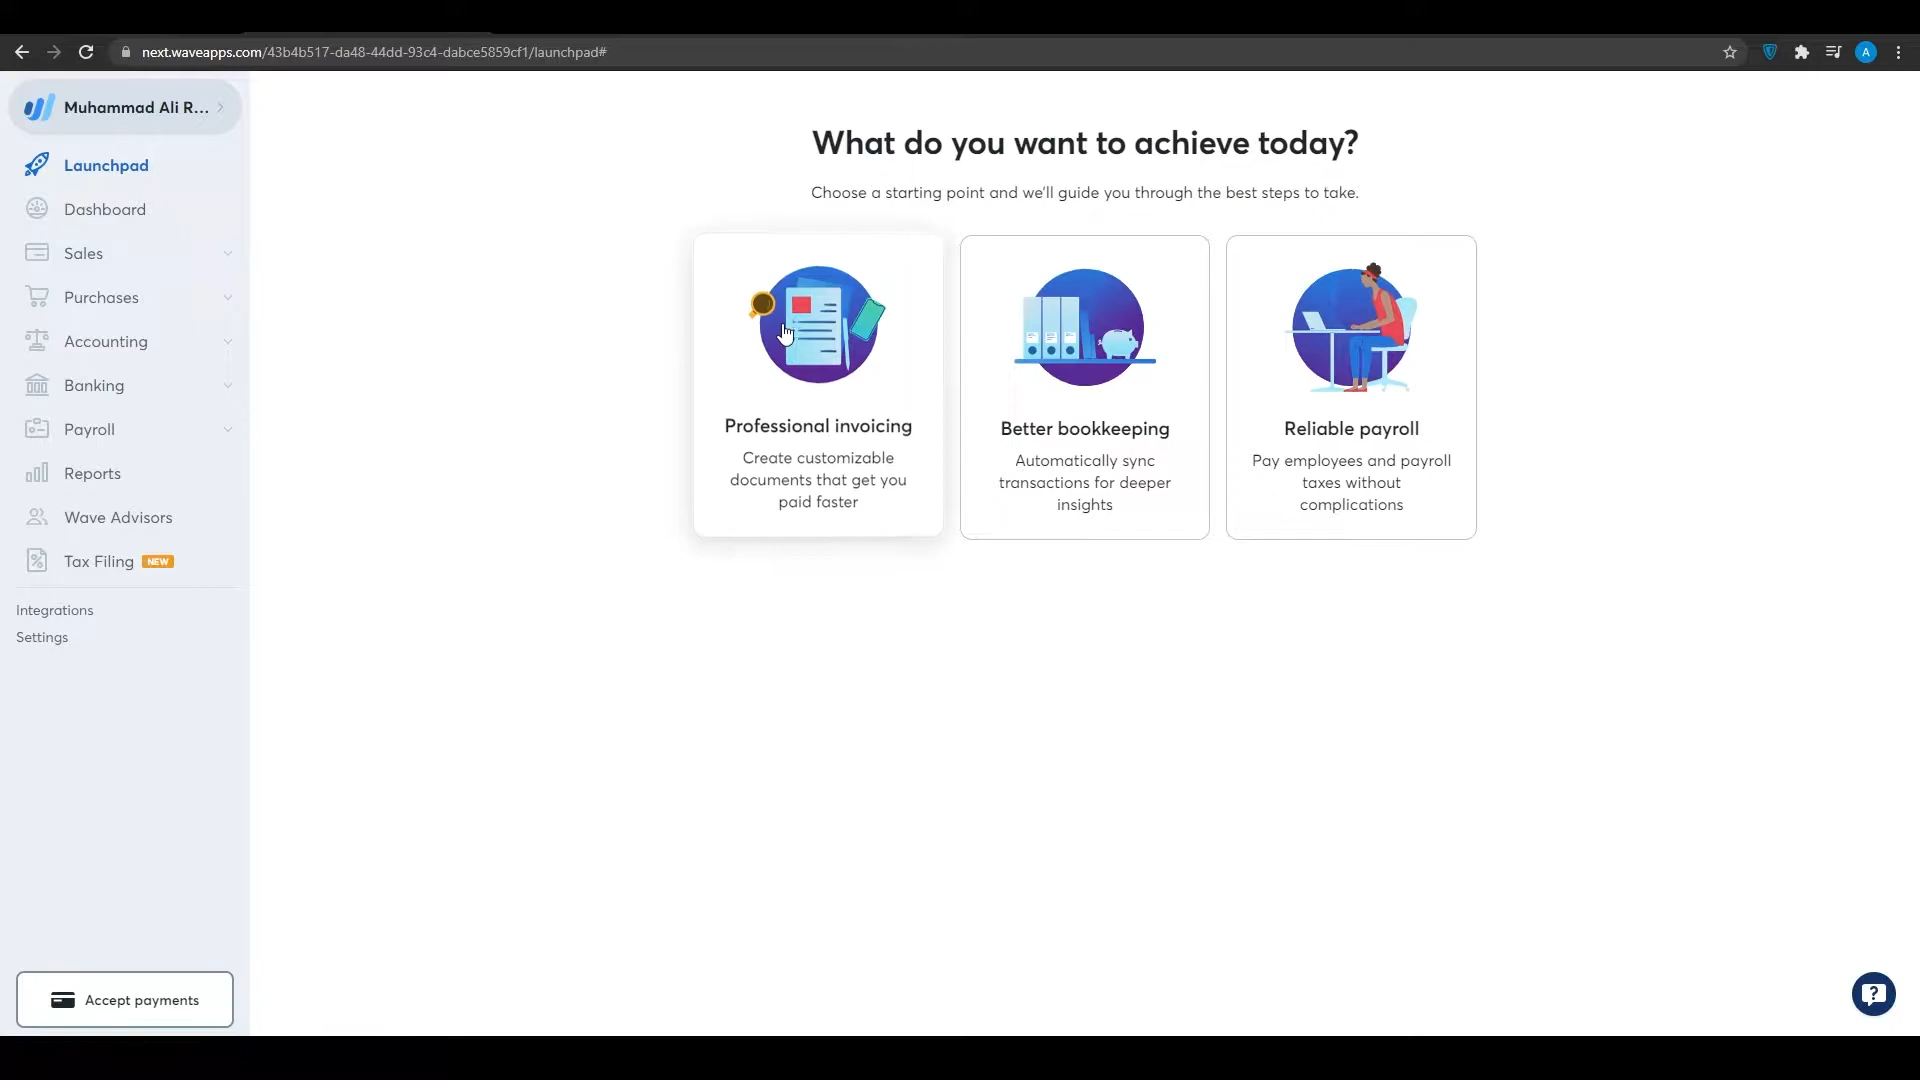 next.waveapps.com/43b4b517-da48-44dd-93c4-dabce5859cf1/launchpad#
A
Muhammad Ali R...
Launchpad
Dashboard
Sales
Purchases
Accounting
Banking
Payroll
Reports
Wave Advisors
Tax Filing NEW
Integrations
Settings
Accept payments
What do you want to achieve today?
Choose a starting point and we'll guide you through the best steps to take.
Professional invoicing
Create customizable
documents that get you
paid faster
Better bookkeeping
Automatically sync
transactions for deeper
insights
Reliable payroll
Pay employees and payroll
taxes without
complications
?